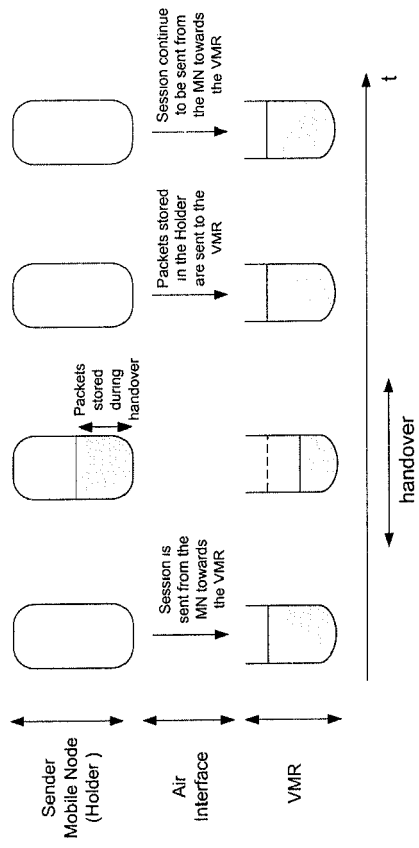 Sender
Mobile Node
(Holder )
Air
Interface
VMR
Session is
sent from the
MN towards
the VMR
Packets
stored
during
handover
Packets stored
in the Holder
are sent to the
VMR
Session continue
to be sent from
the MN towards
the VMR
handover
t